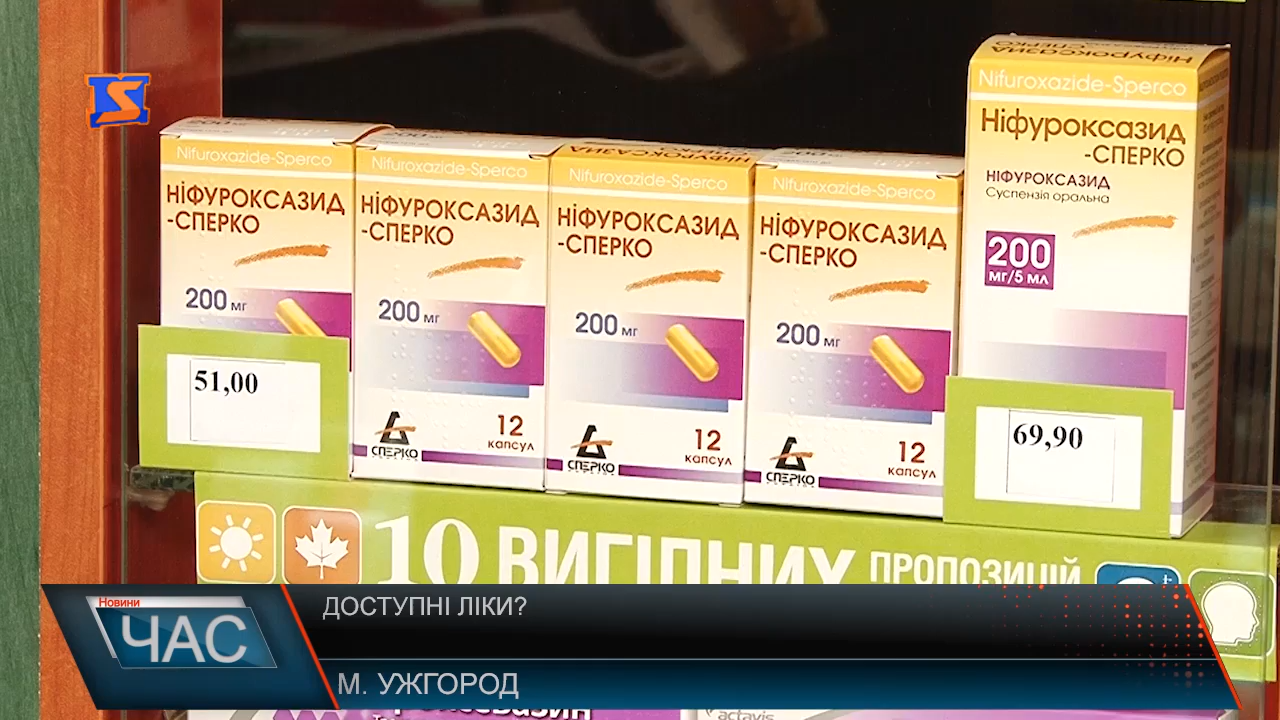 Nifuroxazide-Sperco
НІФУРОКСАЗИД
-СПЕРКО
200 мг
51,00
Nifuroxazide-Sperco
НІФУРОКСАЗИД
-СПЕРКО
200 мг
12
капсул
СПЕРКО
Nifuroxazide-Sperco
НІФУРОКСАЗИД
-СПЕРКО
200 мг
12
капсул
СПЕРКО
Nifuroxazide-Sperco
НІФУРОКСАЗИД
-СПЕРКО
200 мг
12
капсул
СПЕРКО
Nifuroxazide-Sperco
Ніфуроксазид
-СПЕРКО
НІФУРОКСАЗИД
Суспензія оральна
200
мг/5 мл
69,90
10 ВИГІДНИХ ПРОПОЗИЦІЙ
Новини
ЧАС
ДОСТУПНІ ЛІКИ?
М. УЖГОРОД
actavis